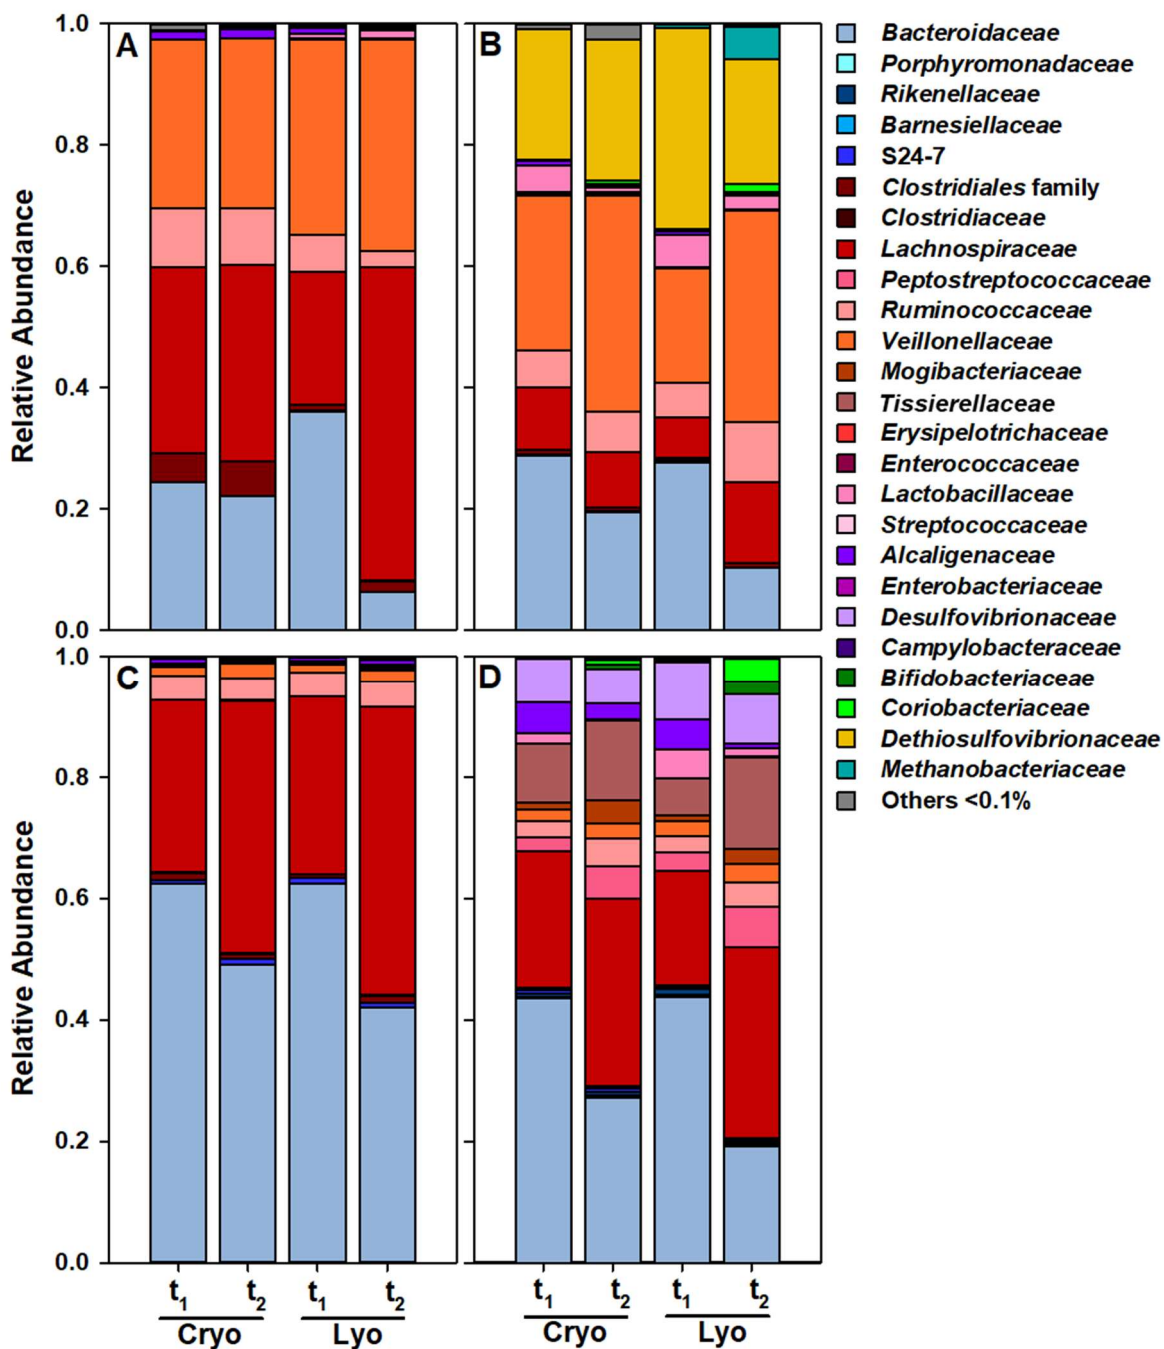 A
B
1.0
0.8
0.6
0.4
0.2
0.0
Relative Abundance
C
D
1.0
0.8
0.6
0.4
0.2
0.0
Relative Abundance
t1 t2 t1 t2
Cryo Lyo
t1 t2 t1 t2
Cryo Lyo
Bacteroidaceae
Porphyromonadaceae
Rikenellaceae
Barnesiellaceae
S24-7
Clostridiales family
Clostridiaceae
Lachnospiraceae
Peptostreptococcaceae
Ruminococcaceae
Veillonellaceae
Mogibacteriaceae
Tissierellaceae
Erysipelotrichaceae
Enterococcaceae
Lactobacillaceae
Streptococcaceae
Alcaligenaceae
Enterobacteriaceae
Desulfovibrionaceae
Campylobacteraceae
Bifidobacteriaceae
Coriobacteriaceae
Dethiosulfovibrionaceae
Methanobacteriaceae
Others <0.1%